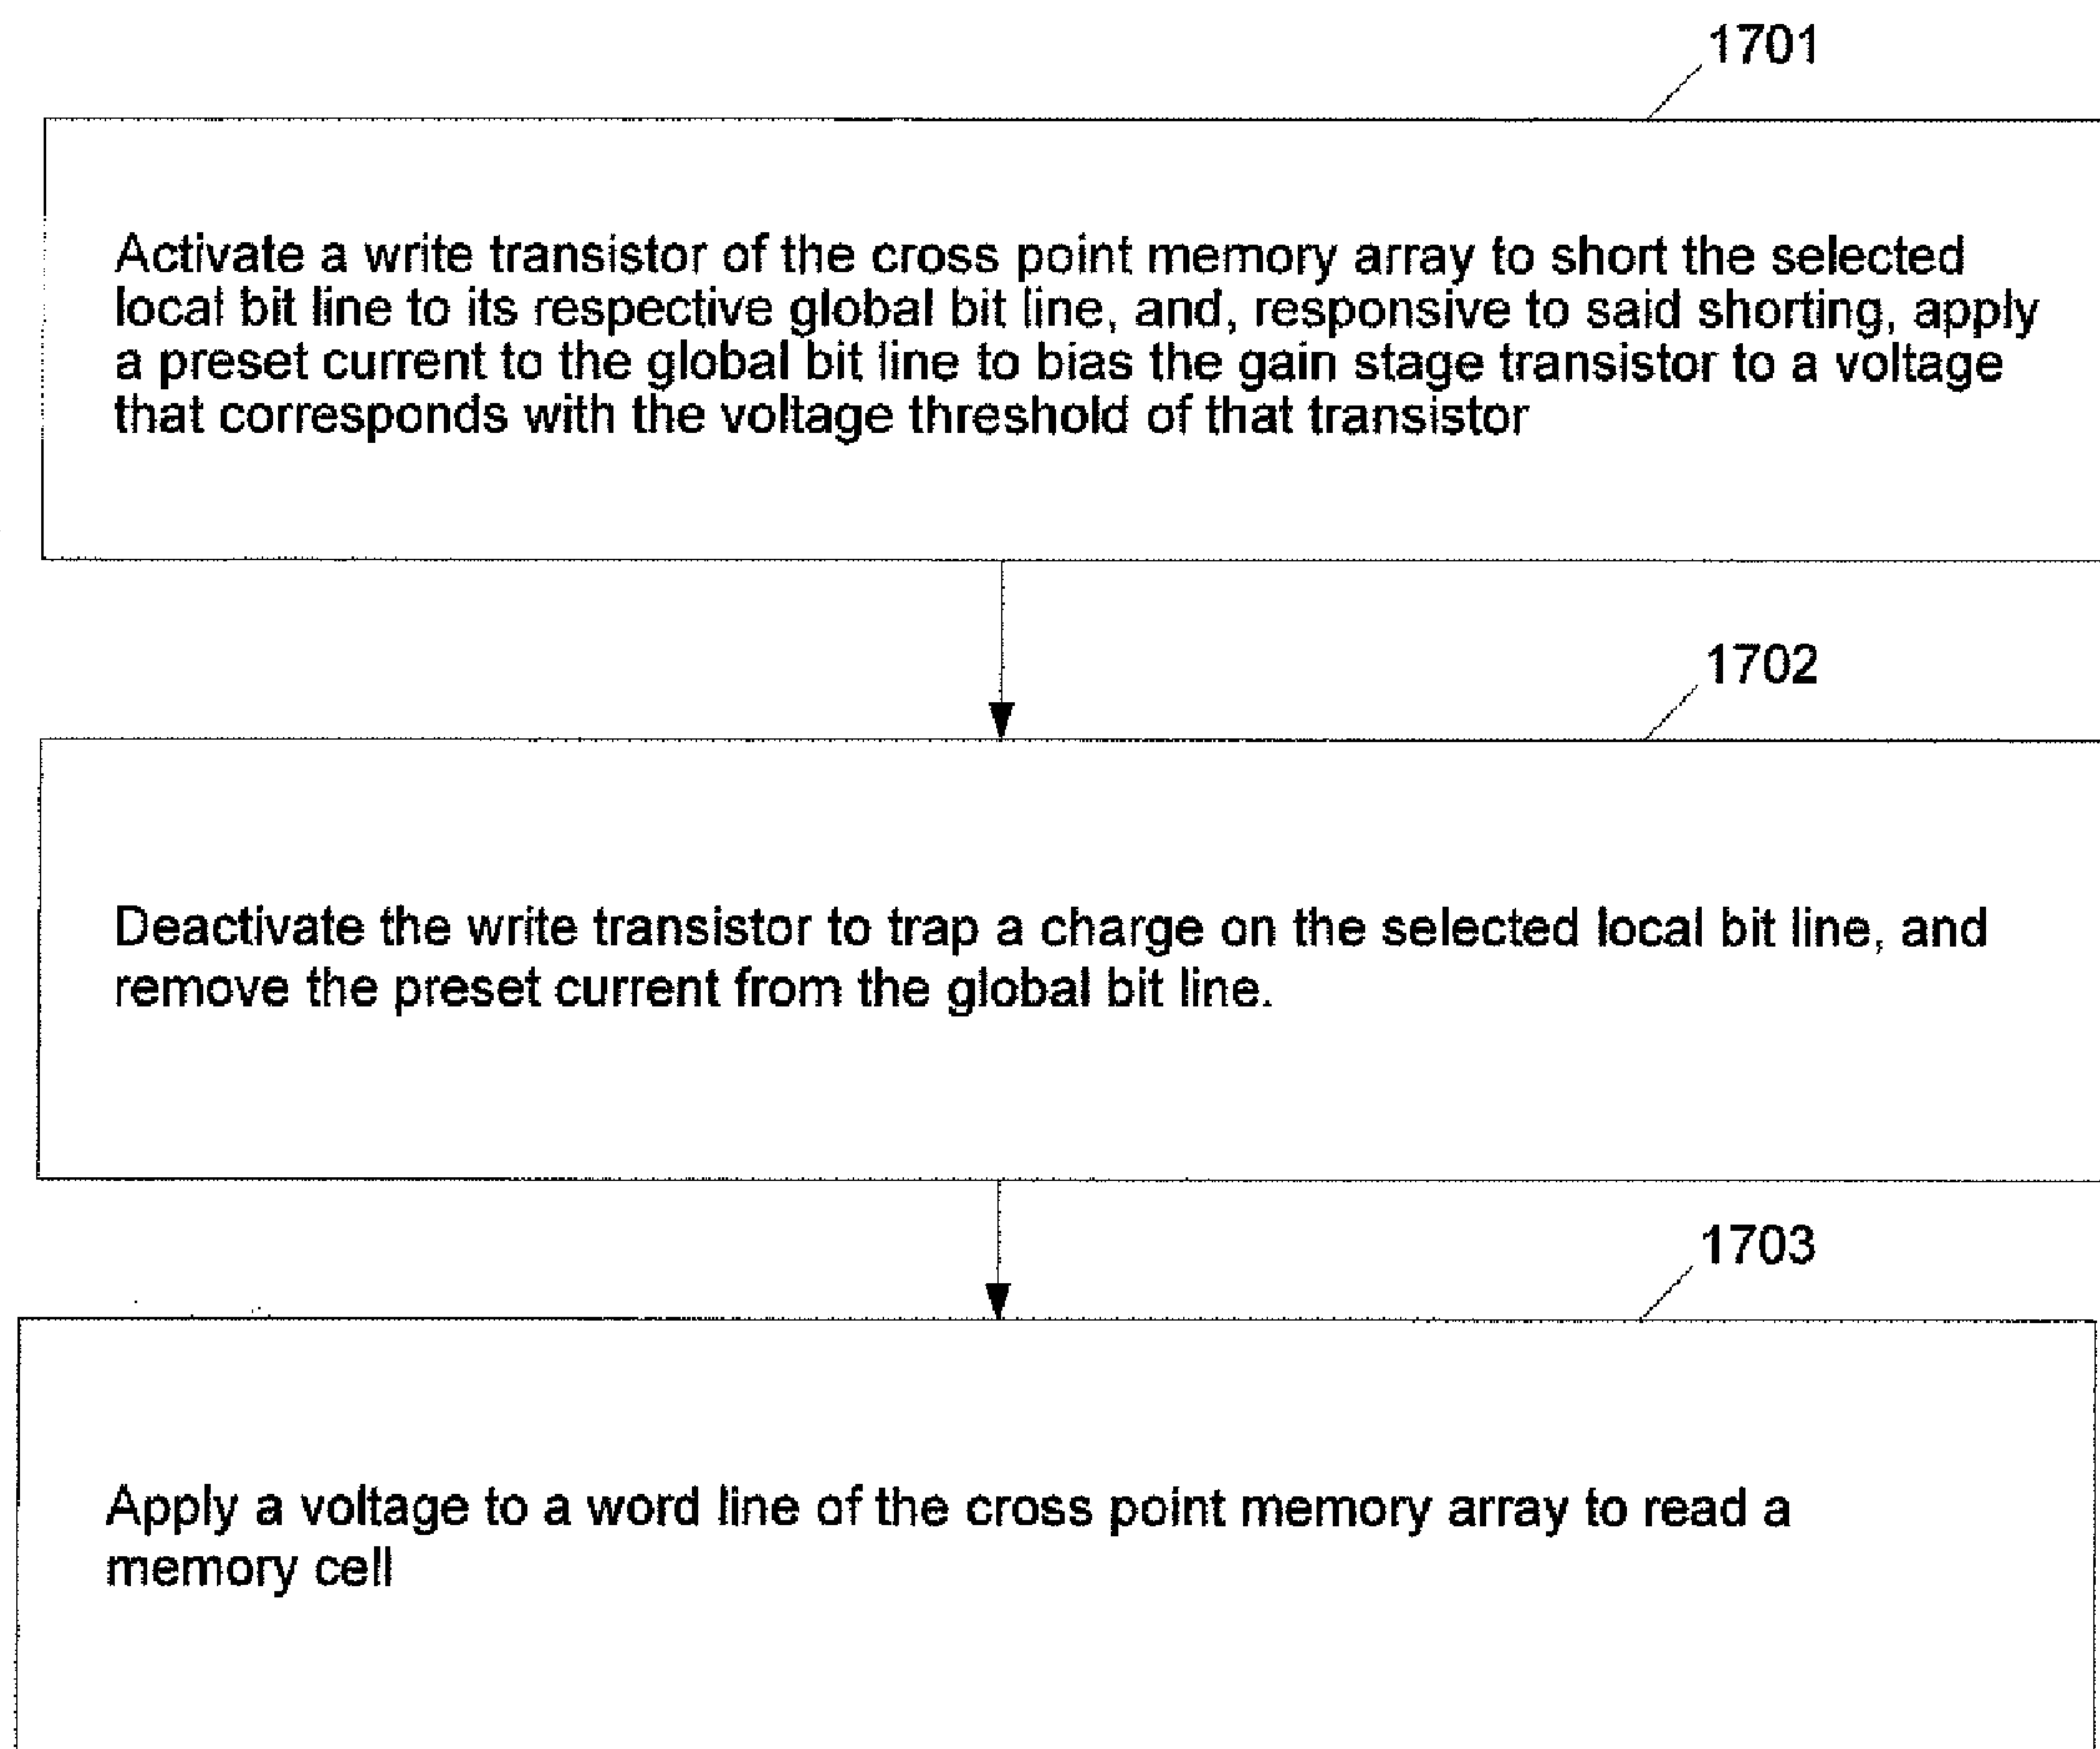 1701
Activate a write transistor of the cross point memory array to short the selected
local bit line to its respective global bit line, and, responsive to said shorting, apply
a preset current to the global bit line to bias the gain stage transistor to a voltage
that corresponds with the voltage threshold of that transistor
1702
Deactivate the write transistor to trap a charge on the selected local bit line, and
remove the preset current from the global bit line.
1703
Apply a voltage to a word line of the cross point memory array to read a
memory cell